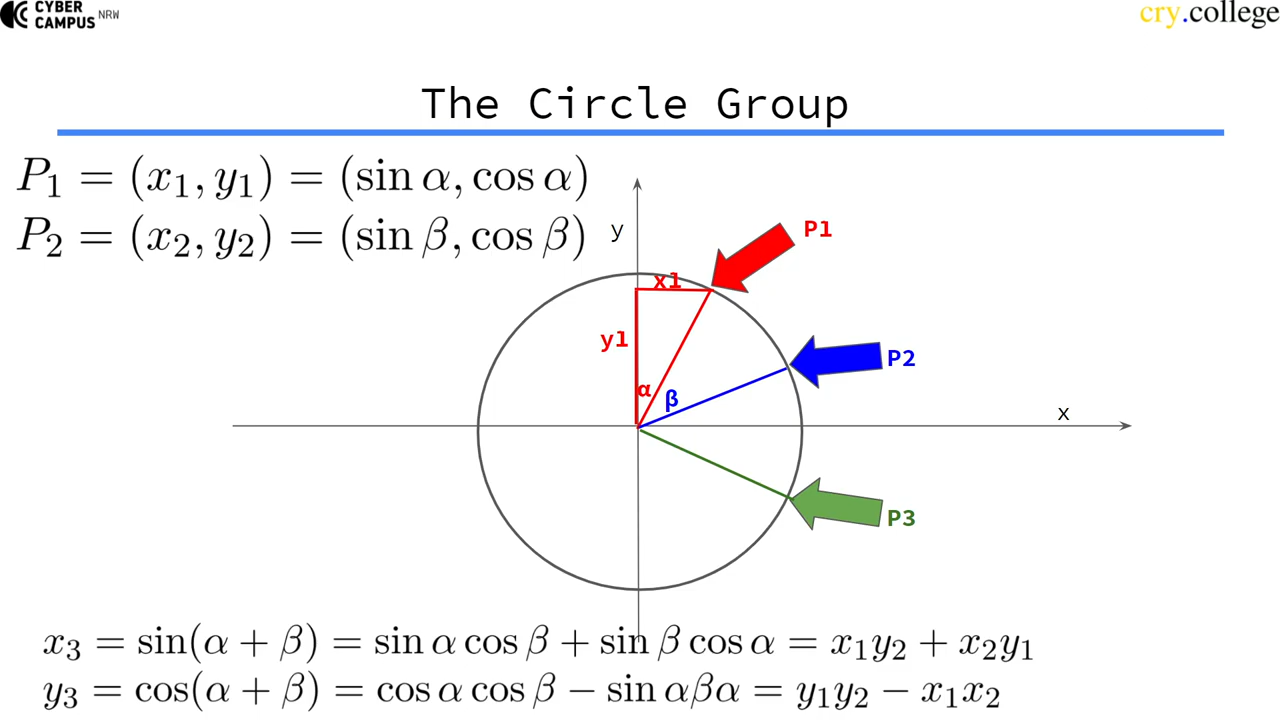 CYBER
CAMPUS NRW
cry.college
The Circle Group
P₁ = (x₁, y₁) = (sin α, cos α)
P₂ = (x₂, y₂) = (sin β, cos β)
y
P1
x1
y1
P2
α
β
x
P3
x₃ = sin(α + β) = sin α cos β + sin β cos α = x₁y₂ + x₂y₁
y₃ = cos(α + β) = cos α cos β − sin αβα = y₁y₂ − x₁x₂